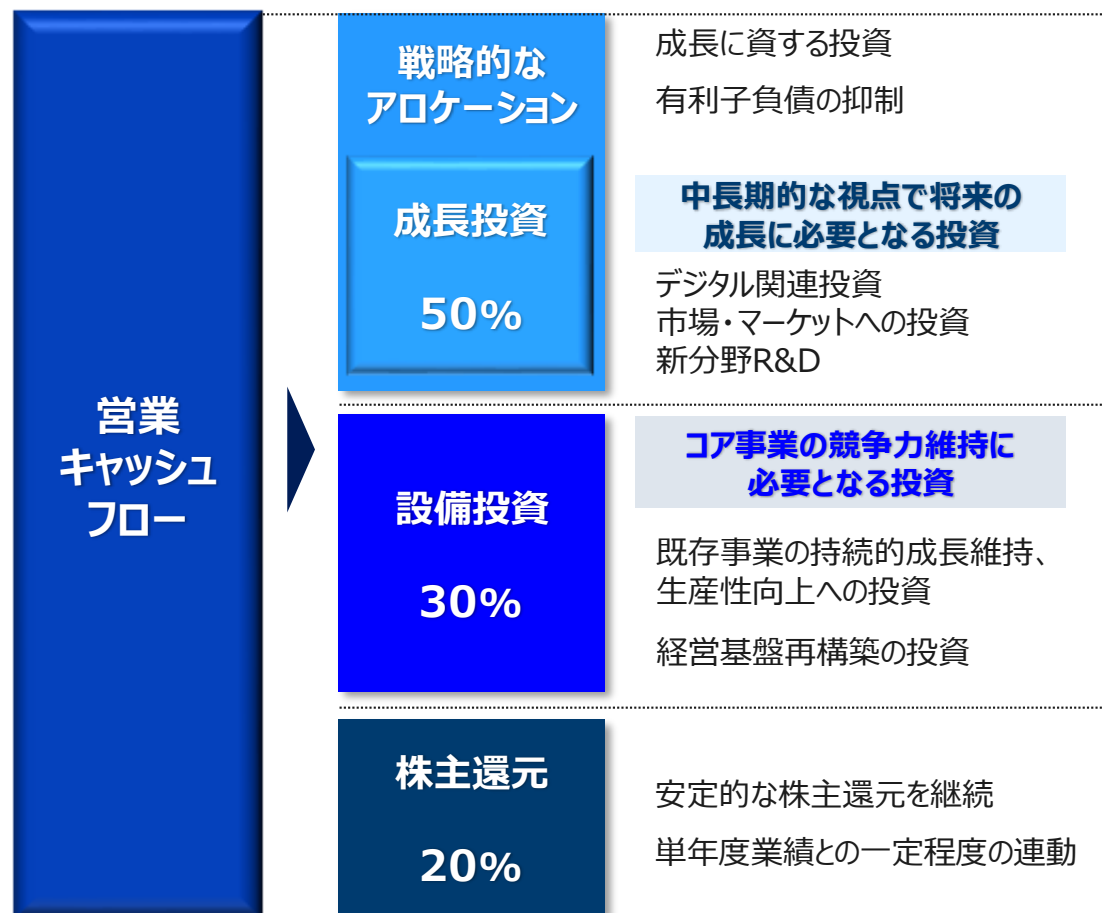 営業
キャッシュ
フロー
戦略的な
アロケーション
成長に資する投資
有利子負債の抑制
成長投資
50%
中長期的な視点で将来の
成長に必要となる投資
デジタル関連投資
市場・マーケットへの投資
新分野R&D
設備投資
30%
コア事業の競争力維持に
必要となる投資
既存事業の持続的成長維持、
生産性向上への投資
経営基盤再構築の投資
株主還元
20%
安定的な株主還元を継続
単年度業績との一定程度の連動